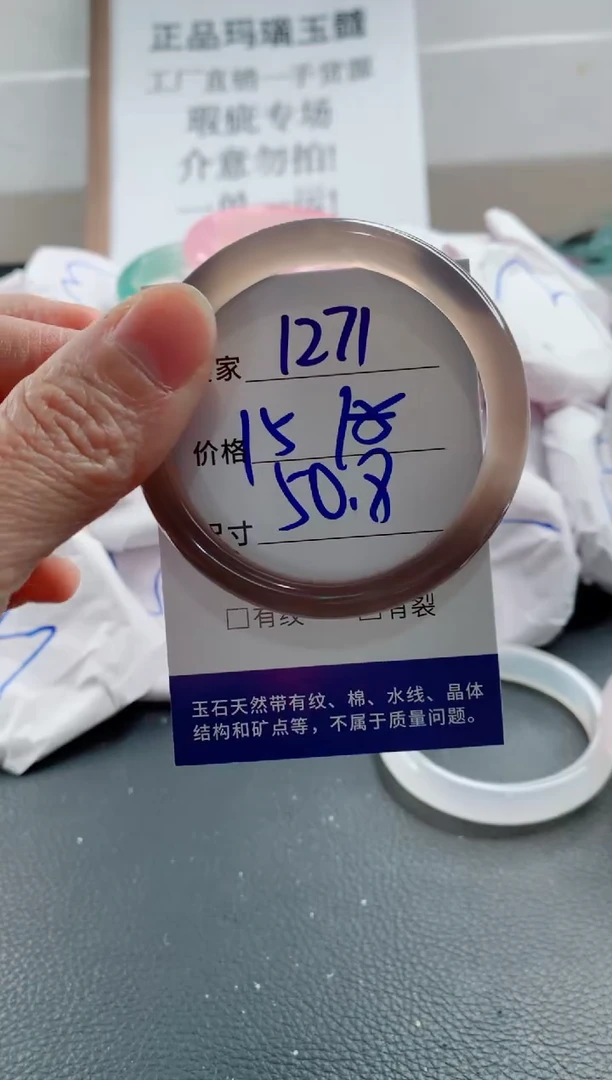 正品玛瑙玉髓
工厂直销一手货源
瑕疵专场
介意勿拍!
家 1271
价格 15
50.8
寸
□有纹 □有裂
玉石天然带有纹、棉、水线、晶体
结构和矿点等，不属于质量问题。